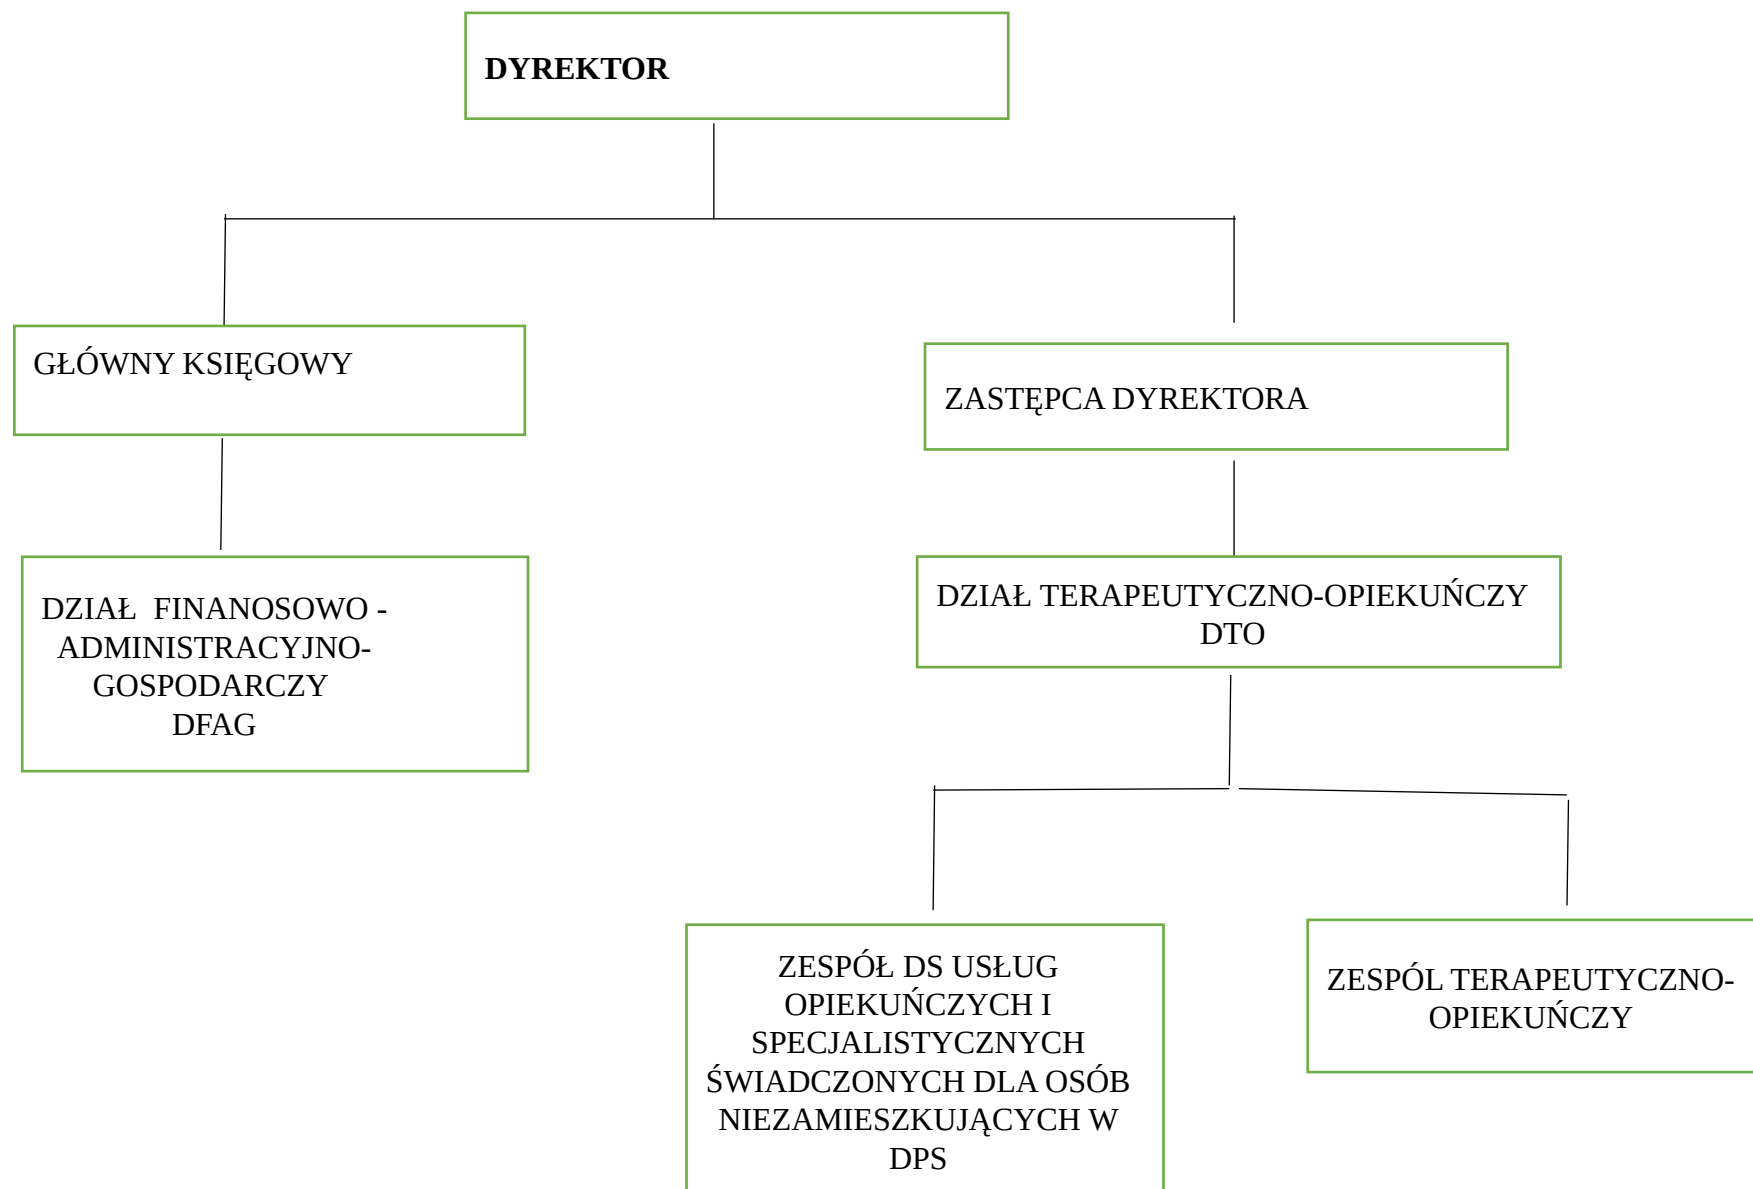 DYREKTOR
GŁÓWNY KSIĘGOWY
ZASTĘPCA DYREKTORA
DZIAŁ  FINANOSOWO -
ADMINISTRACYJNO-
GOSPODARCZY
DFAG
DZIAŁ TERAPEUTYCZNO-OPIEKUŃCZY
DTO
ZESPÓŁ DS USŁUG
OPIEKUŃCZYCH I
SPECJALISTYCZNYCH
ŚWIADCZONYCH DLA OSÓB
NIEZAMIESZKUJĄCYCH W
DPS
ZESPÓL TERAPEUTYCZNO-
OPIEKUŃCZY